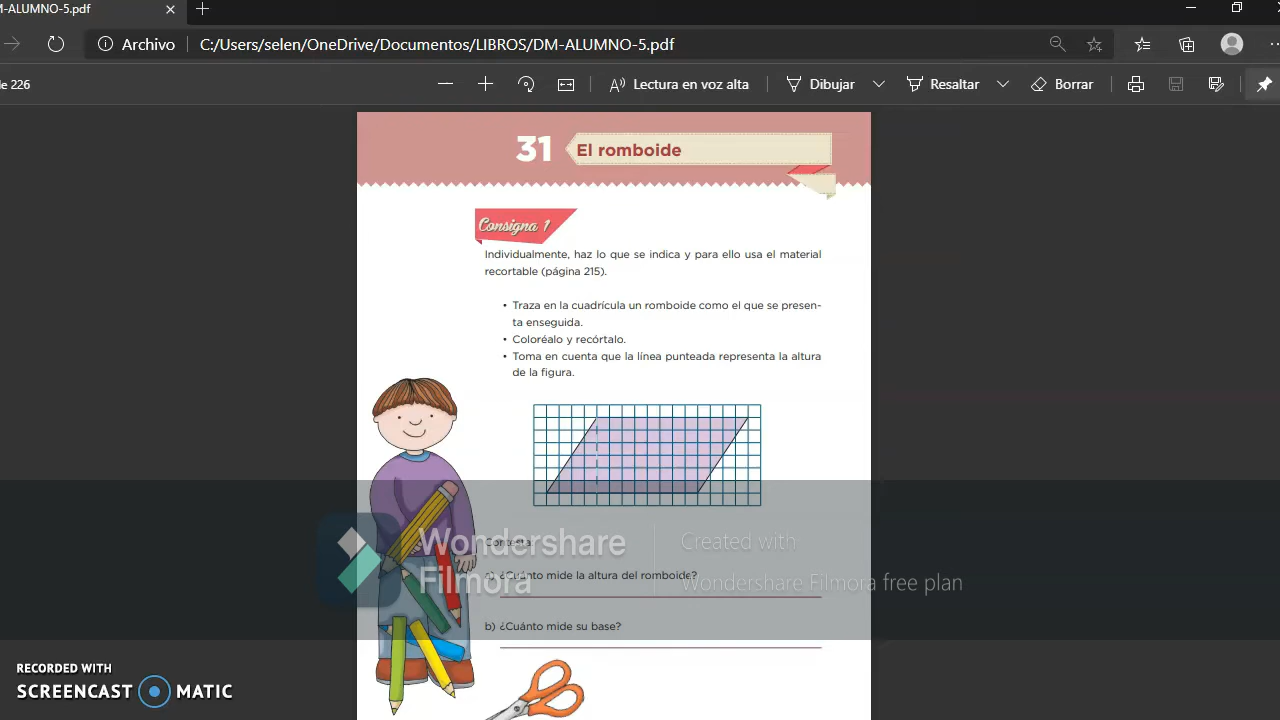 M-ALUMNO-5.pdf
Archivo C:/Users/selen/OneDrive/Documentos/LIBROS/DM-ALUMNO-5.pdf
e 226 Lectura en voz alta Dibujar Resaltar Borrar
31 El romboide
Consigna 1
Individualmente, haz lo que se indica y para ello usa el material
recortable (página 215).
• Traza en la cuadrícula un romboide como el que se presen-
ta enseguida.
• Coloréalo y recórtalo.
• Toma en cuenta que la línea punteada representa la altura
de la figura.
Contesta:
Wondershare
Filmora
Created with
Wondershare Filmora free plan
a) ¿Cuánto mide la altura del romboide?
b) ¿Cuánto mide su base?
RECORDED WITH
SCREENCAST MATIC